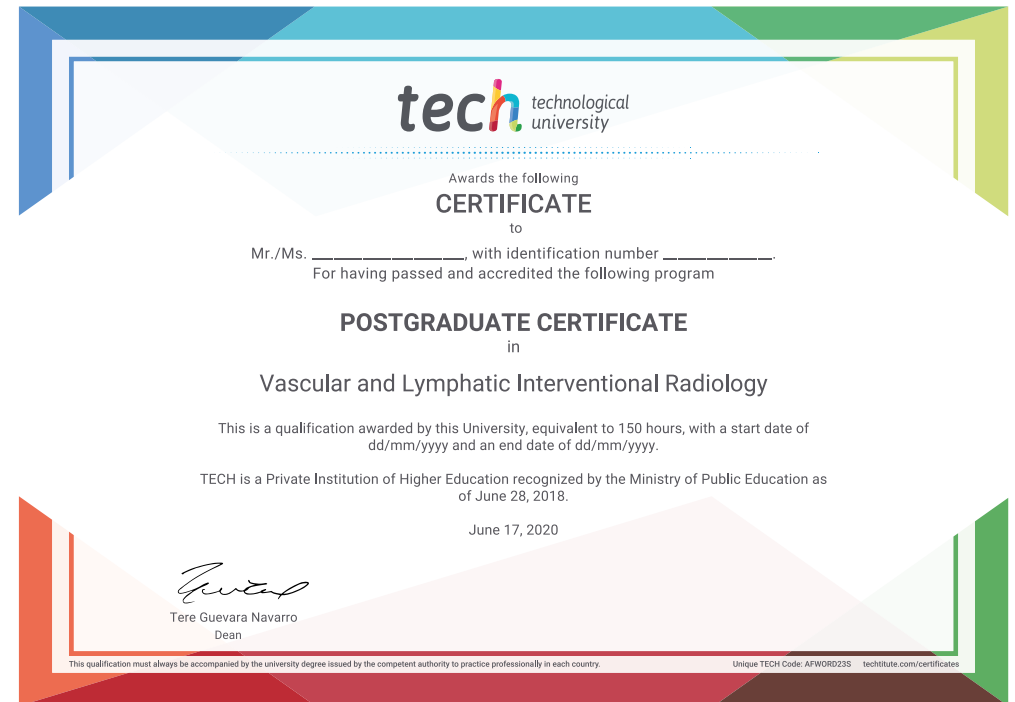 tech technological
university
Awards the following
CERTIFICATE
to
Mr./Ms. ____________________, with identification number ______________.
For having passed and accredited the following program
POSTGRADUATE CERTIFICATE
in
Vascular and Lymphatic Interventional Radiology
This is a qualification awarded by this University, equivalent to 150 hours, with a start date of
dd/mm/yyyy and an end date of dd/mm/yyyy.
TECH is a Private Institution of Higher Education recognized by the Ministry of Public Education as
of June 28, 2018.
June 17, 2020
Tere Guevara Navarro
Dean
This qualification must always be accompanied by the university degree issued by the competent authority to practice professionally in each country.
Unique TECH Code: AFWORD23S techtitute.com/certificates